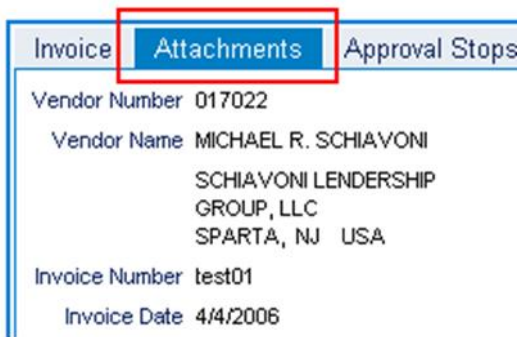 Invoice Attachments Approval Stops
Vendor Number 017022
Vendor Name MICHAEL R. SCHIAVONI
SCHIAVONI LENDERSHIP
GROUP, LLC
SPARTA, NJ USA
Invoice Number test01
Invoice Date 4/4/2006